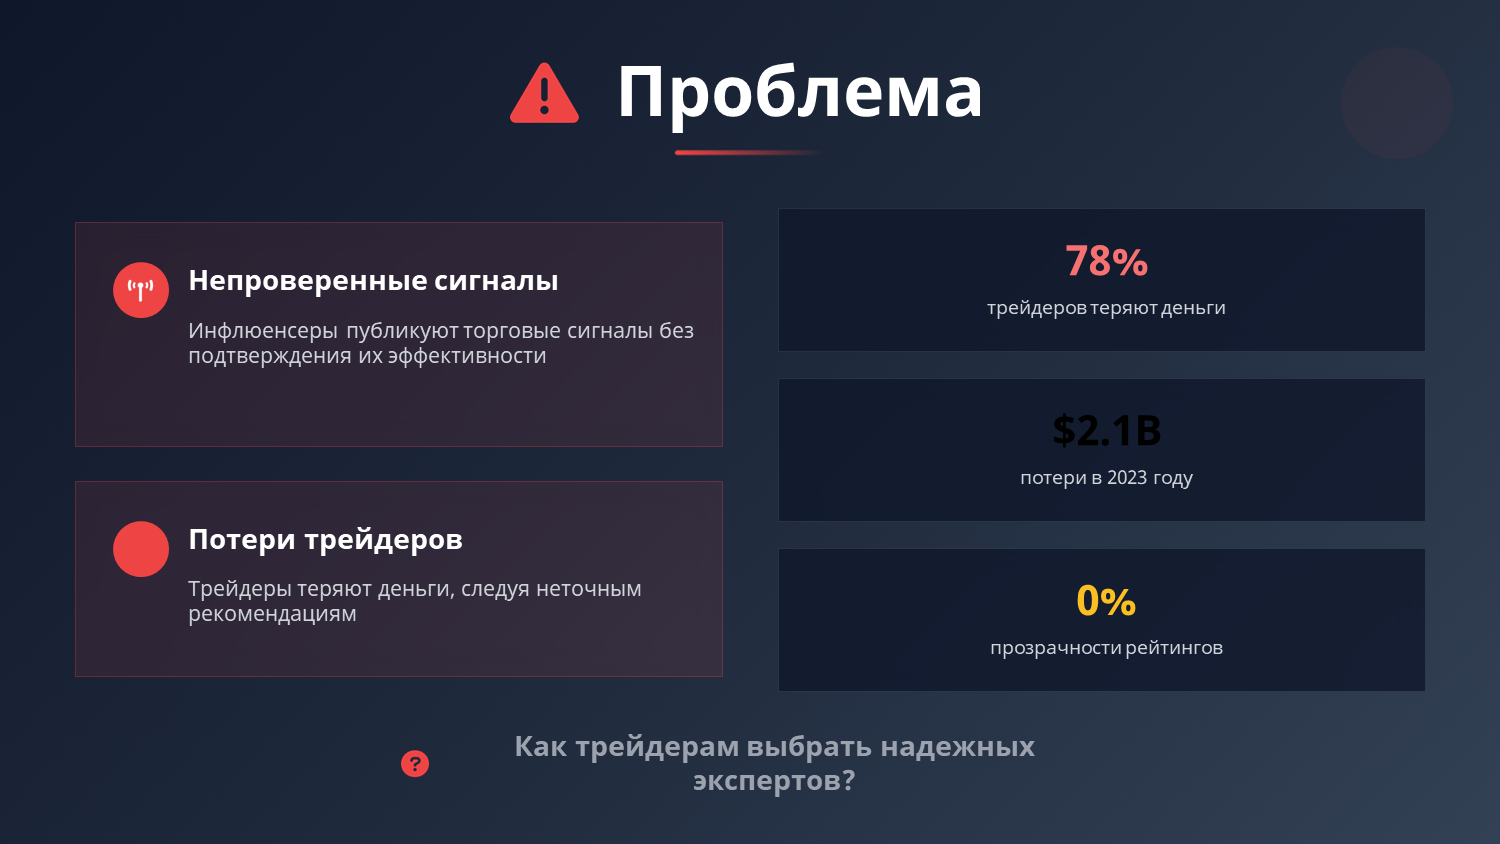 Проблема
Непроверенные сигналы
Инфлюенсеры публикуют торговые сигналы без
подтверждения их эффективности
Потери трейдеров
Трейдеры теряют деньги, следуя неточным
рекомендациям
78%
трейдеров теряют деньги
$2.1B
потери в 2023 году
0%
прозрачности рейтингов
Как трейдерам выбрать надежных
экспертов?